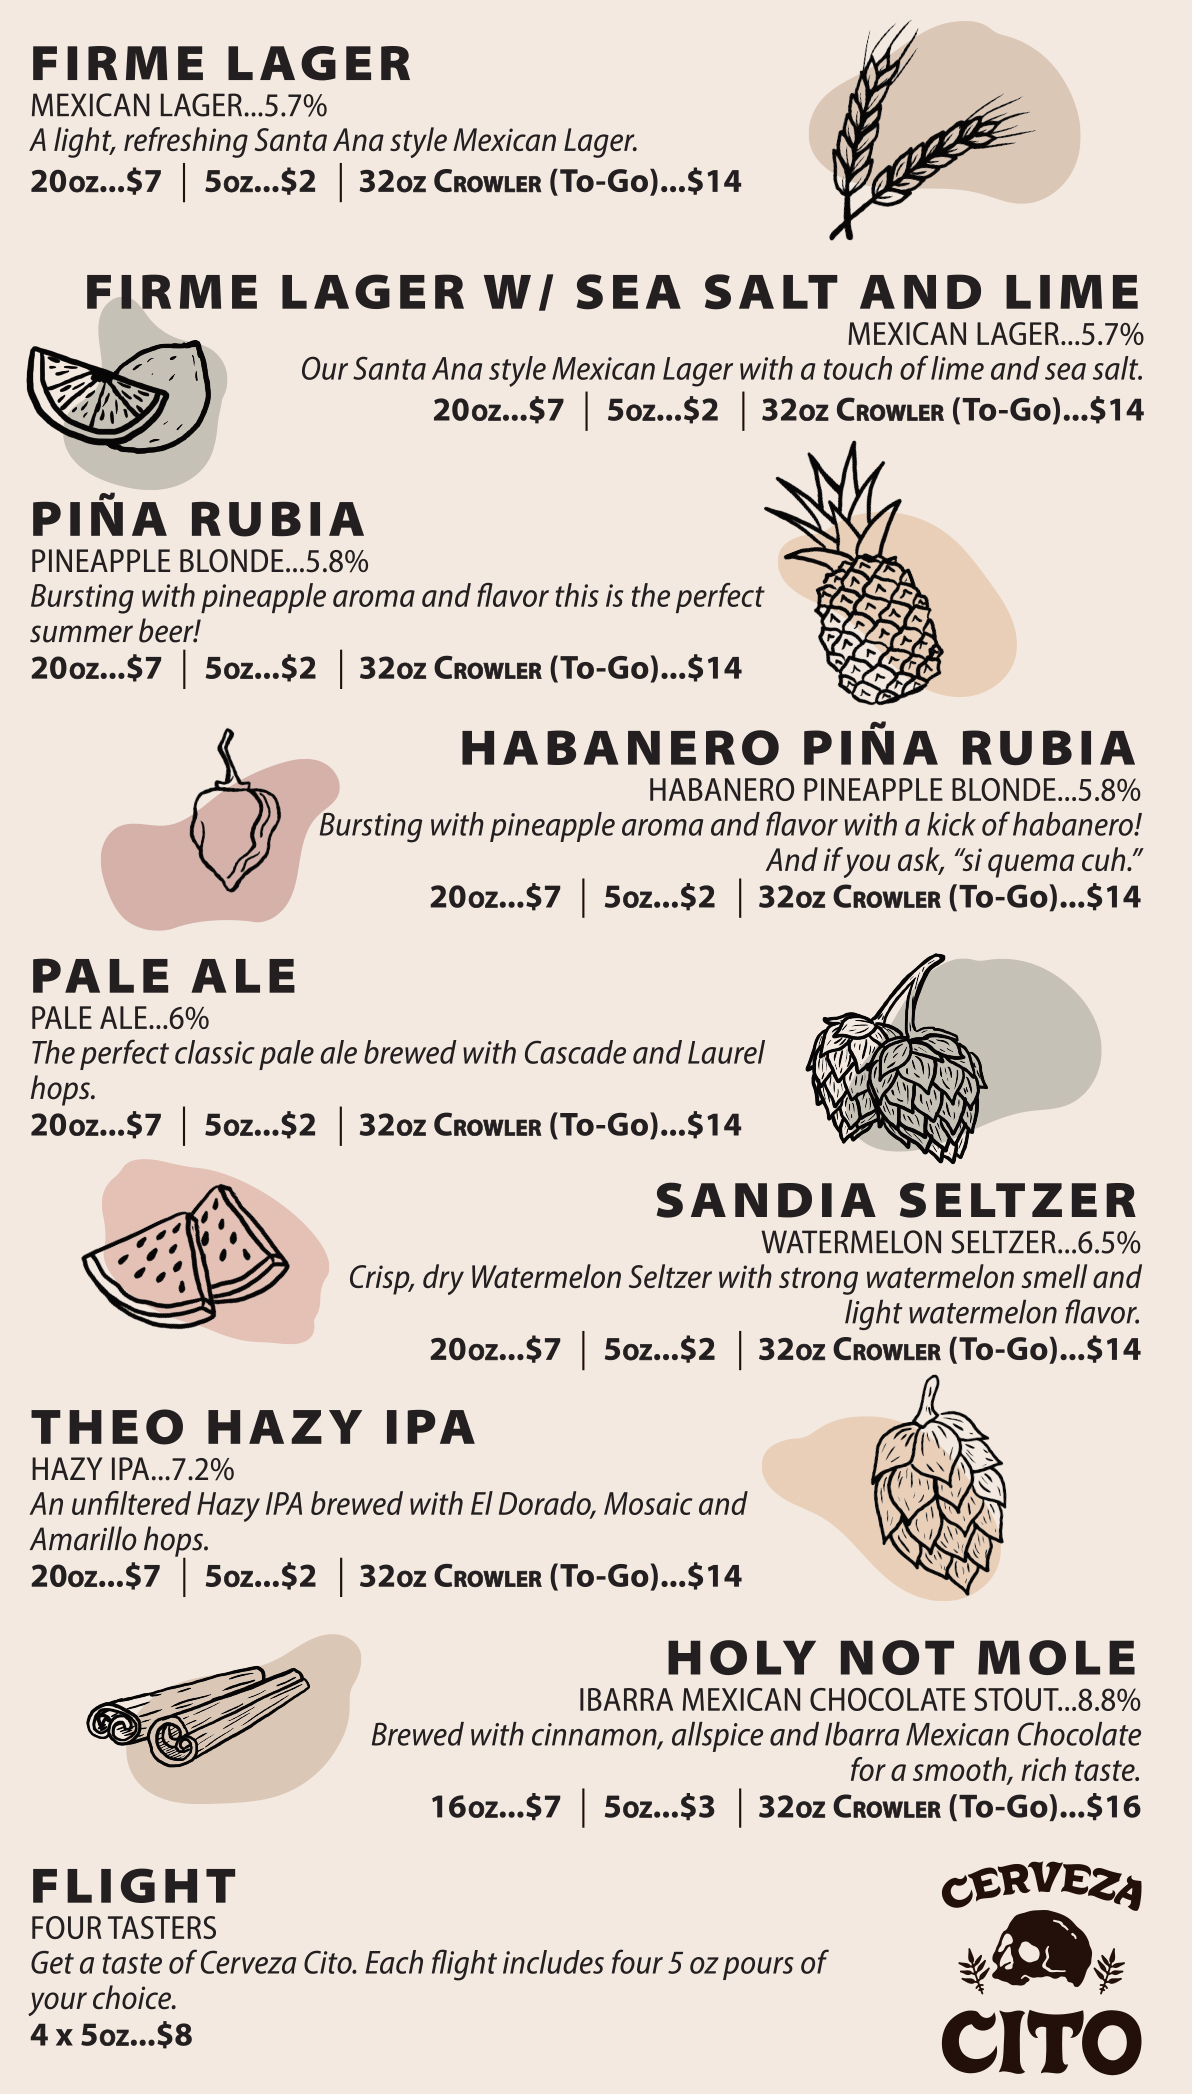 FIRME LAGER
MEXICAN LAGER...5.7%
A light, refreshing Santa Ana style Mexican Lager.
20oz...$7 | 5oz...$2 | 32oz Crowler (To-Go)...$14
FIRME LAGER W/ SEA SALT AND LIME
MEXICAN LAGER...5.7%
Our Santa Ana style Mexican Lager with a touch of lime and sea salt.
20oz...$7 | 5oz...$2 | 32oz Crowler (To-Go)...$14
PIÑA RUBIA
PINEAPPLE BLONDE...5.8%
Bursting with pineapple aroma and flavor this is the perfect
summer beer!
20oz...$7 | 5oz...$2 | 32oz Crowler (To-Go)...$14
HABANERO PIÑA RUBIA
HABANERO PINEAPPLE BLONDE...5.8%
Bursting with pineapple aroma and flavor with a kick of habanero!
And if you ask, “si quema cuh.”
20oz...$7 | 5oz...$2 | 32oz Crowler (To-Go)...$14
PALE ALE
PALE ALE...6%
The perfect classic pale ale brewed with Cascade and Laurel
hops.
20oz...$7 | 5oz...$2 | 32oz Crowler (To-Go)...$14
SANDIA SELTZER
WATERMELON SELTZER...6.5%
Crisp, dry Watermelon Seltzer with strong watermelon smell and
light watermelon flavor.
20oz...$7 | 5oz...$2 | 32oz Crowler (To-Go)...$14
THEO HAZY IPA
HAZY IPA...7.2%
An unfiltered Hazy IPA brewed with El Dorado, Mosaic and
Amarillo hops.
20oz...$7 | 5oz...$2 | 32oz Crowler (To-Go)...$14
HOLY NOT MOLE
IBARRA MEXICAN CHOCOLATE STOUT...8.8%
Brewed with cinnamon, allspice and Ibarra Mexican Chocolate
for a smooth, rich taste.
16oz...$7 | 5oz...$3 | 32oz Crowler (To-Go)...$16
FLIGHT
FOUR TASTERS
Get a taste of Cerveza Cito. Each flight includes four 5 oz pours of
your choice.
4 x 5oz...$8
CERVEZA
CITO